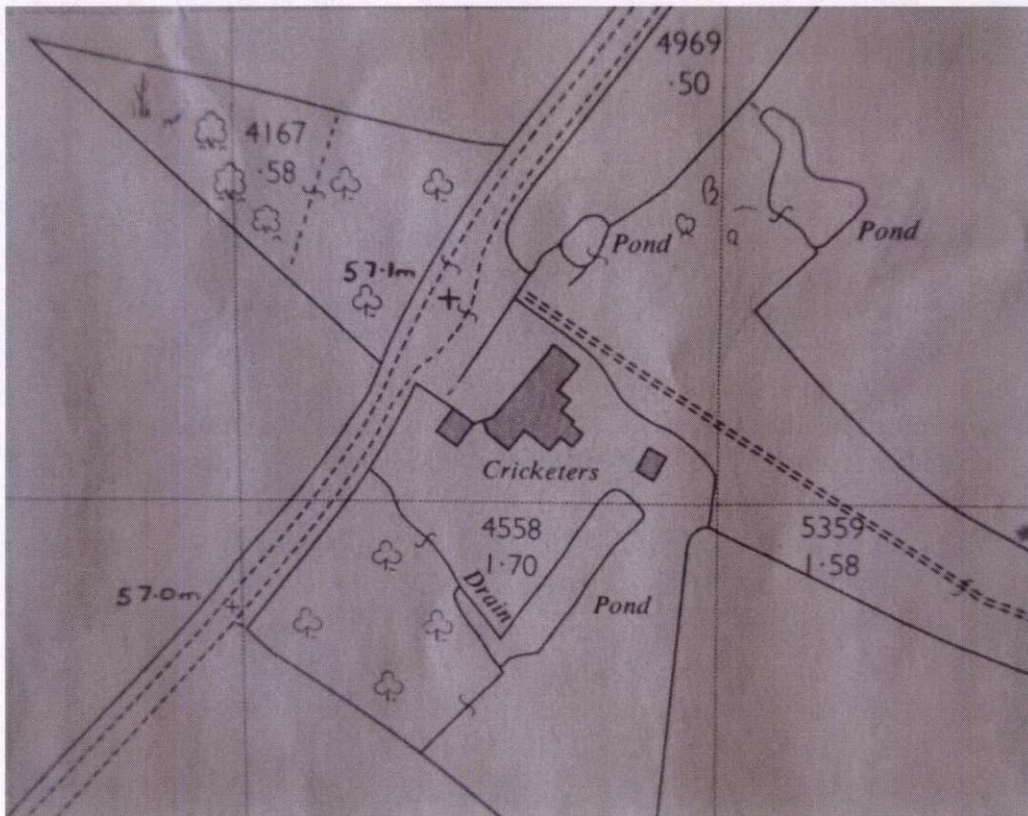 4969
·50
4167
·58
57·1m
Pond
Pond
Cricketers
4558
1·70
5359
1·58
Drain
Pond
57·0m